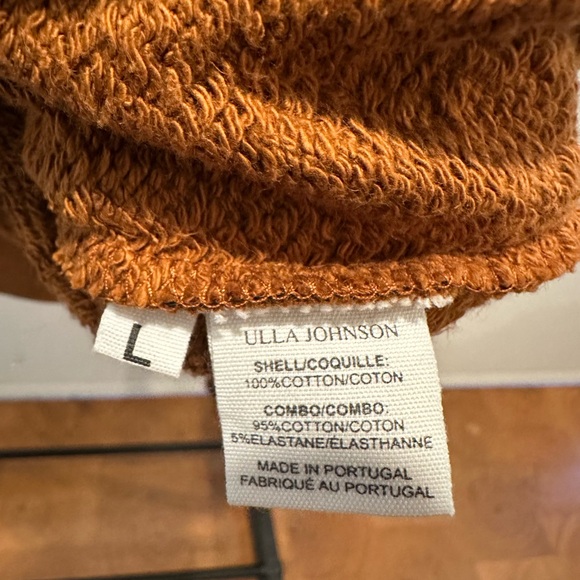 L
ULLA JOHNSON
SHELL/COQUILLE:
100%COTTON/COTON
COMBO/COMBO:
95%COTTON/COTON
5%ELASTANE/ÉLASTHANNE
MADE IN PORTUGAL
FABRIQUÉ AU PORTUGAL